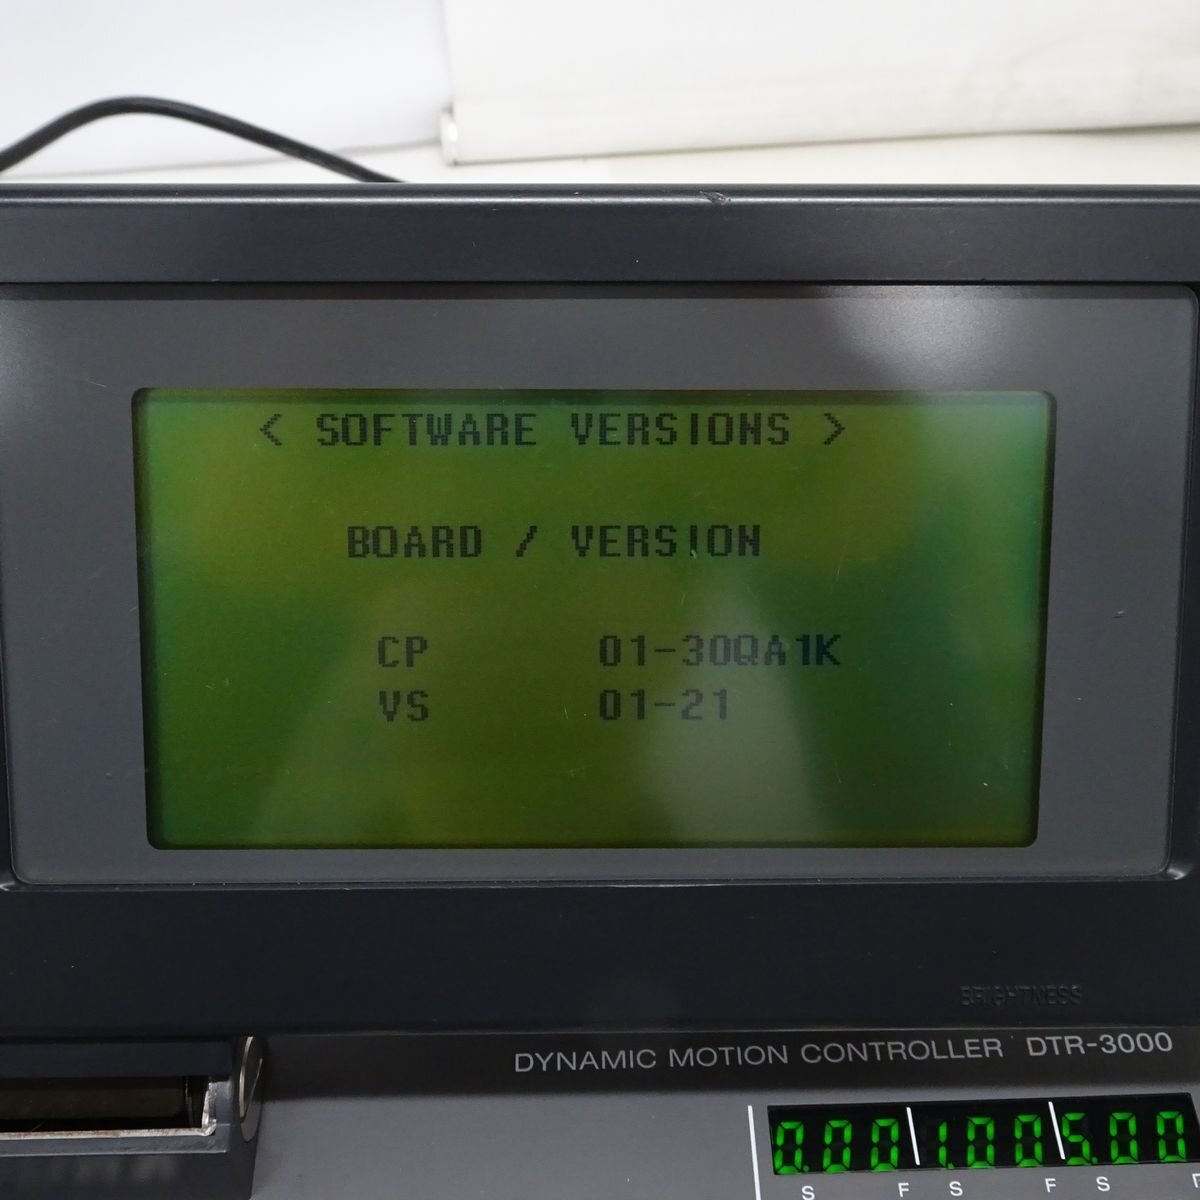 < SOFTWARE VERSIONS >
BOARD / VERSION
CP 01-30QA1K
VS 01-21
BRIGHTNESS
DYNAMIC MOTION CONTROLLER DTR-3000
0.00 1.00 5.00
S F S F S